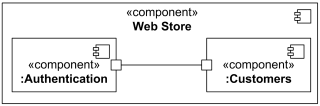 «component»
Web Store
«component»
:Authentication
«component»
:Customers